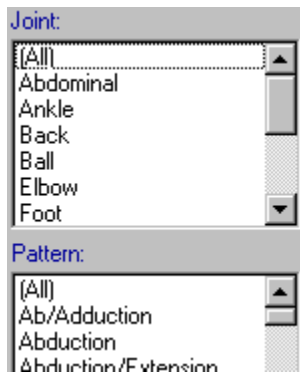 Joint:
(All)
Abdominal
Ankle
Back
Ball
Elbow
Foot
Pattern:
(All)
Ab/Adduction
Abduction
Abduction/Extension